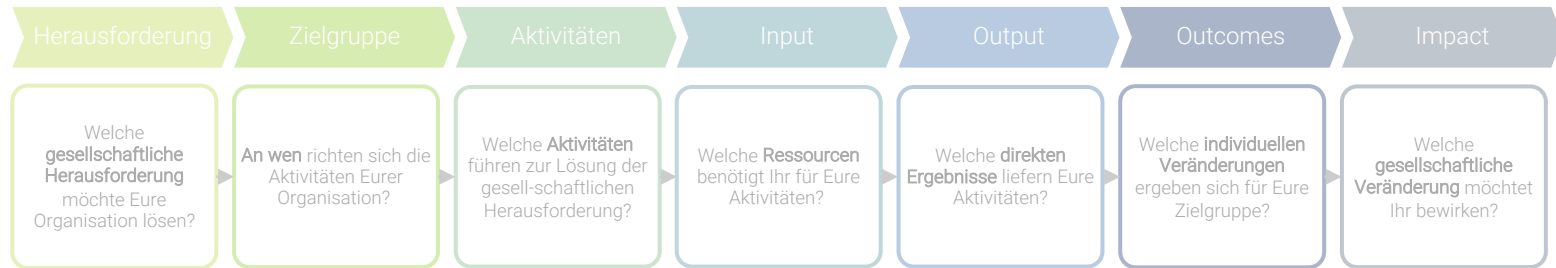 Herausforderung
Zielgruppe
Aktivitäten
Input
Output
Outcomes
Impact
Welche
gesellschaftliche
Herausforderung
möchte Eure
Organisation lösen?
An wen richten sich die
Aktivitäten Eurer
Organisation?
Welche Aktivitäten
führen zur Lösung der
gesell-schaftlichen
Herausforderung?
Welche Ressourcen
benötigt Ihr für Eure
Aktivitäten?
Welche direkten
Ergebnisse liefern Eure
Aktivitäten?
Welche individuellen
Veränderungen
ergeben sich für Eure
Zielgruppe?
Welche
gesellschaftliche
Veränderung möchtet
Ihr bewirken?